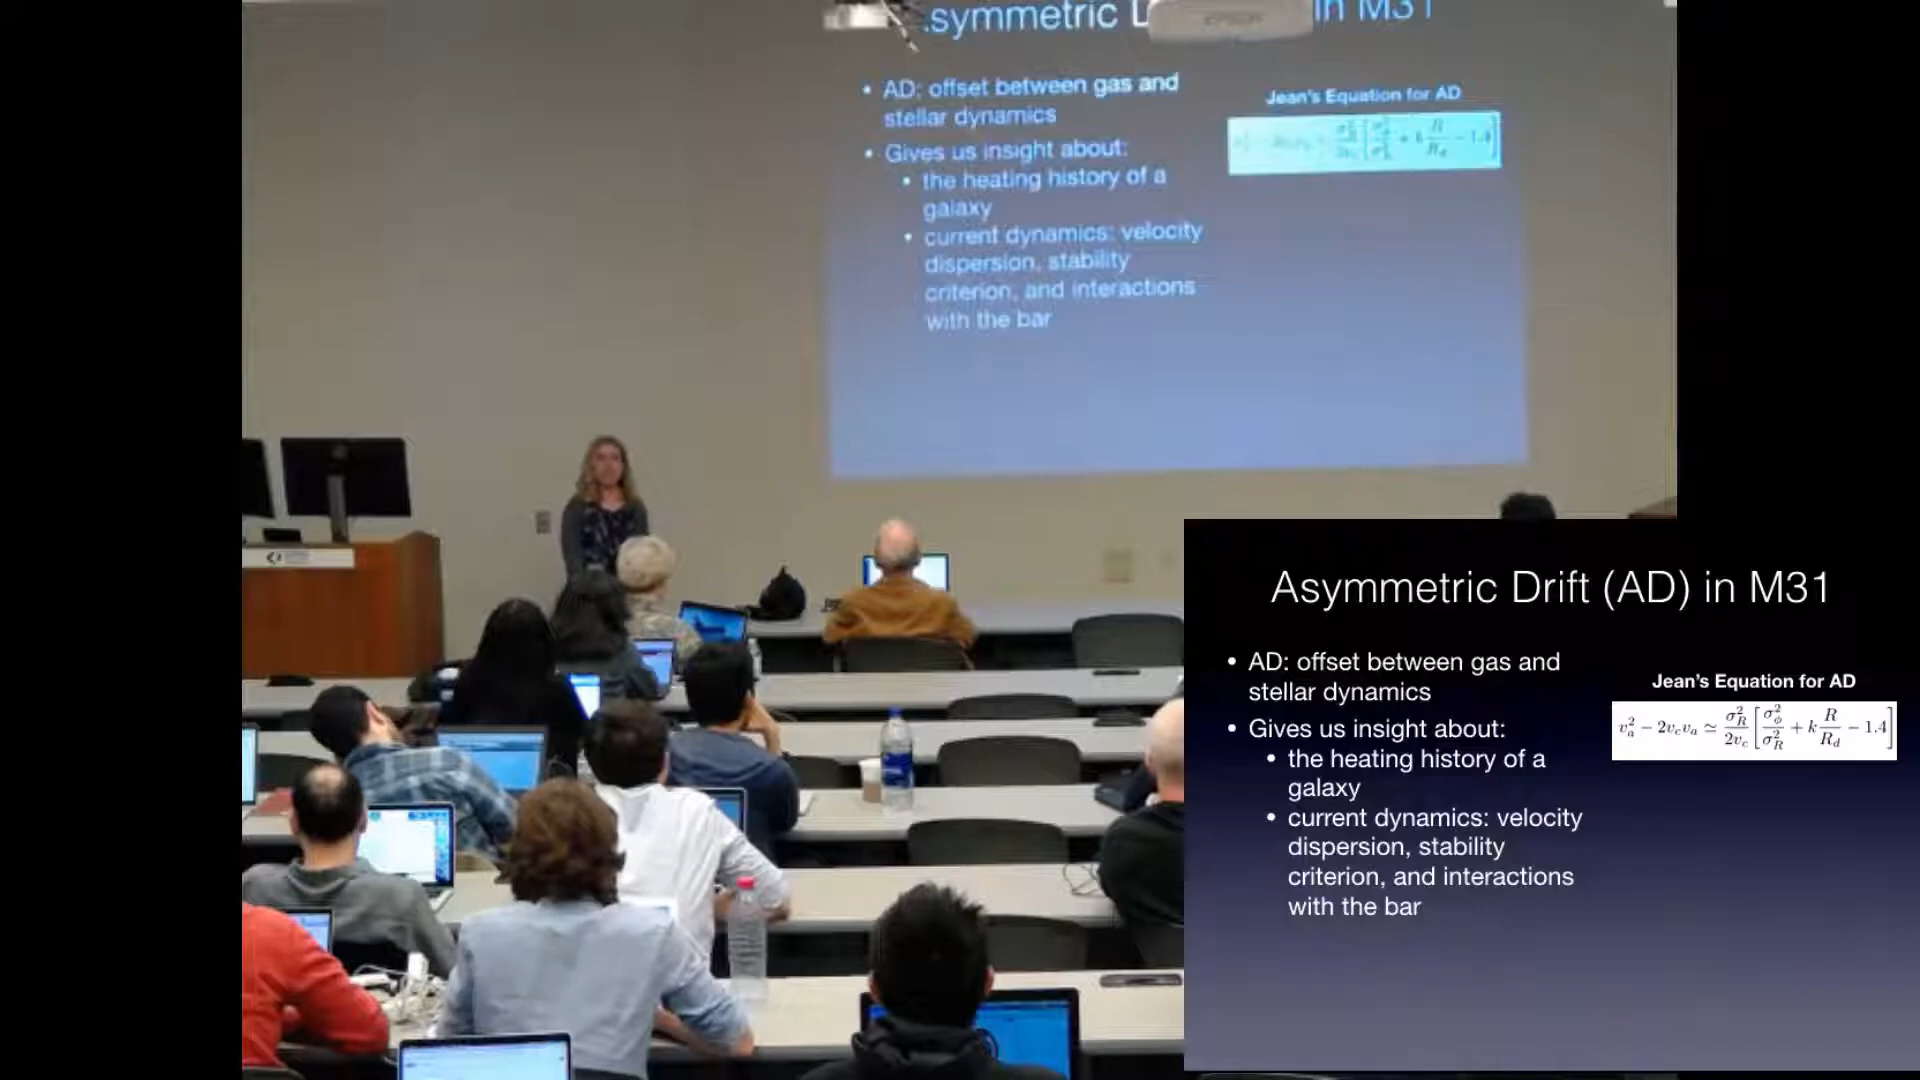 .symmetric D
in M31
EPSON
• AD: offset between gas and
stellar dynamics
• Gives us insight about:
• the heating history of a
galaxy
• current dynamics: velocity
dispersion, stability
criterion, and interactions
with the bar
Jean's Equation for AD
Asymmetric Drift (AD) in M31
• AD: offset between gas and
stellar dynamics
• Gives us insight about:
• the heating history of a
galaxy
• current dynamics: velocity
dispersion, stability
criterion, and interactions
with the bar
Jean's Equation for AD
v_a^2 − 2v_c v_a ≃ σ_R^2/2v_c [σ_ϕ^2/σ_R^2 + k R/R_d − 1.4]